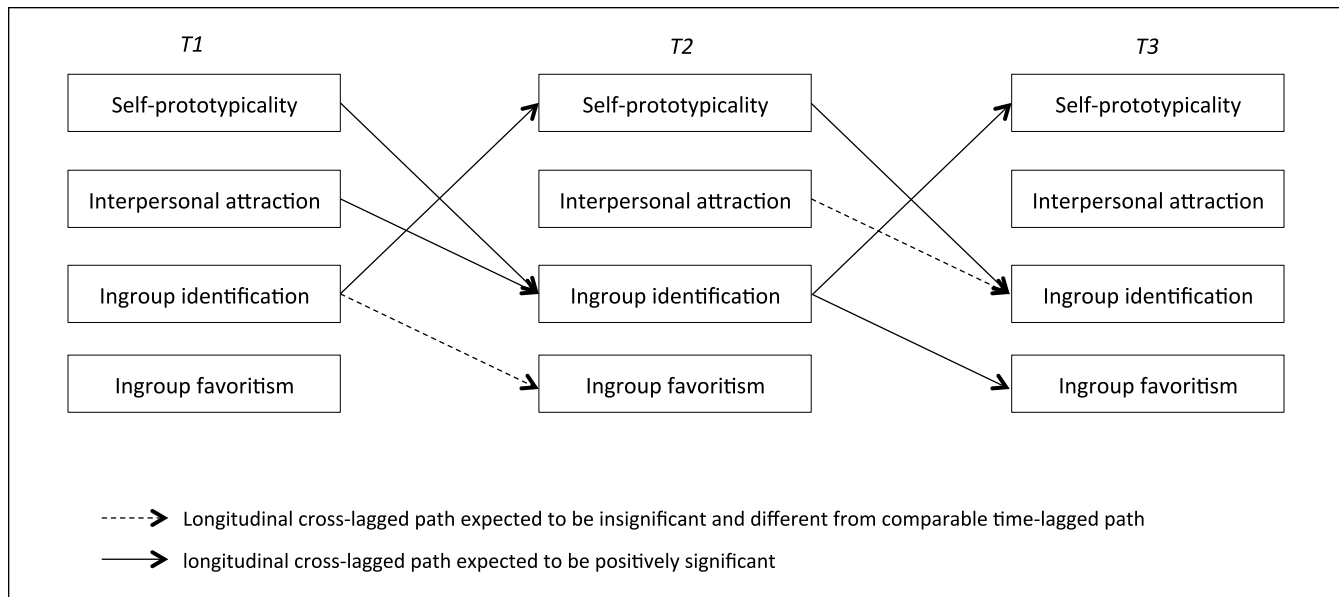 T1 T2 T3
Self-prototypicality Self-prototypicality Self-prototypicality
Interpersonal attraction Interpersonal attraction Interpersonal attraction
Ingroup identification Ingroup identification Ingroup identification
Ingroup favoritism Ingroup favoritism Ingroup favoritism
Longitudinal cross-lagged path expected to be insignificant and different from comparable time-lagged path
longitudinal cross-lagged path expected to be positively significant